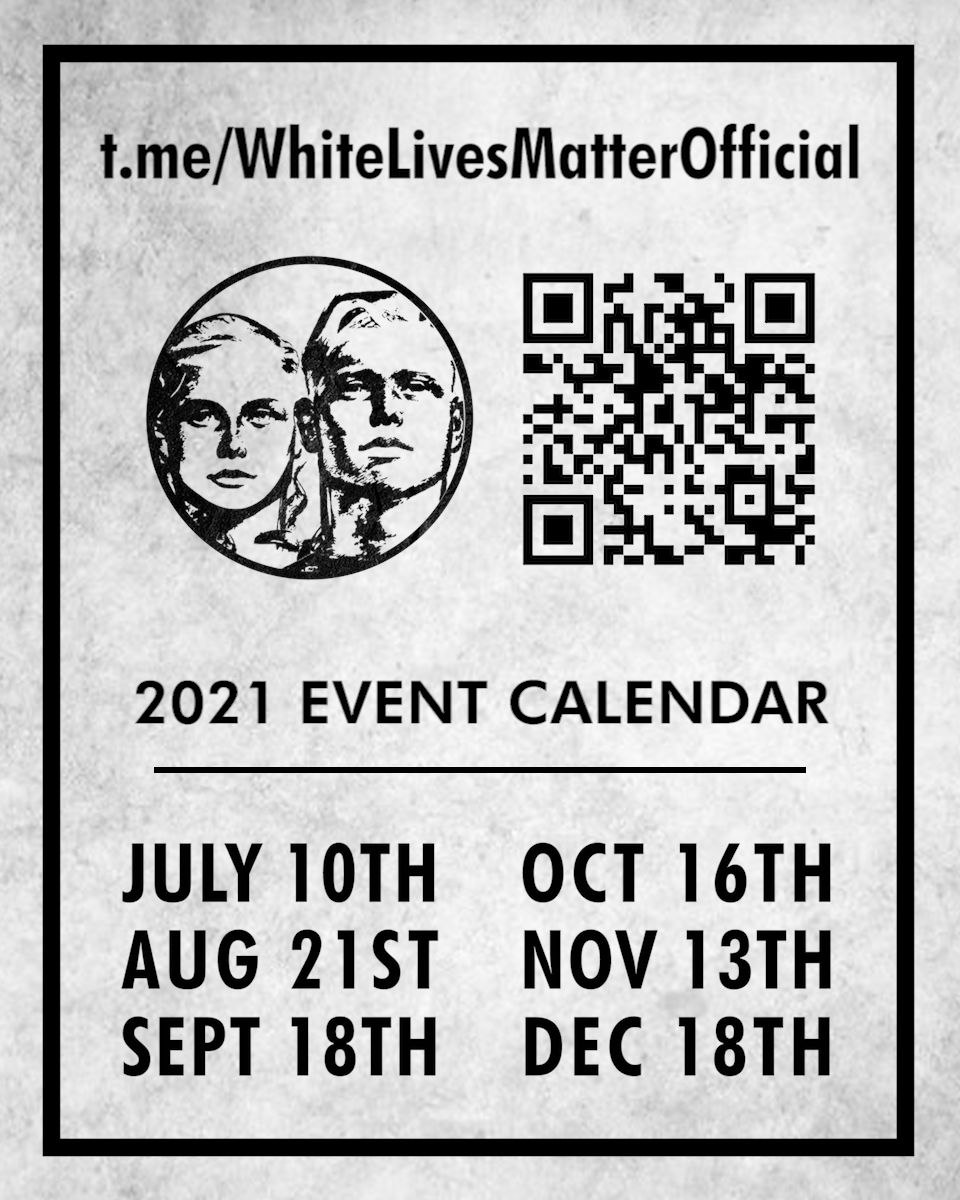 t.me/WhiteLivesMatterOfficial
2021 EVENT CALENDAR
JULY 10TH OCT 16TH
AUG 21ST NOV 13TH
SEPT 18TH DEC 18TH